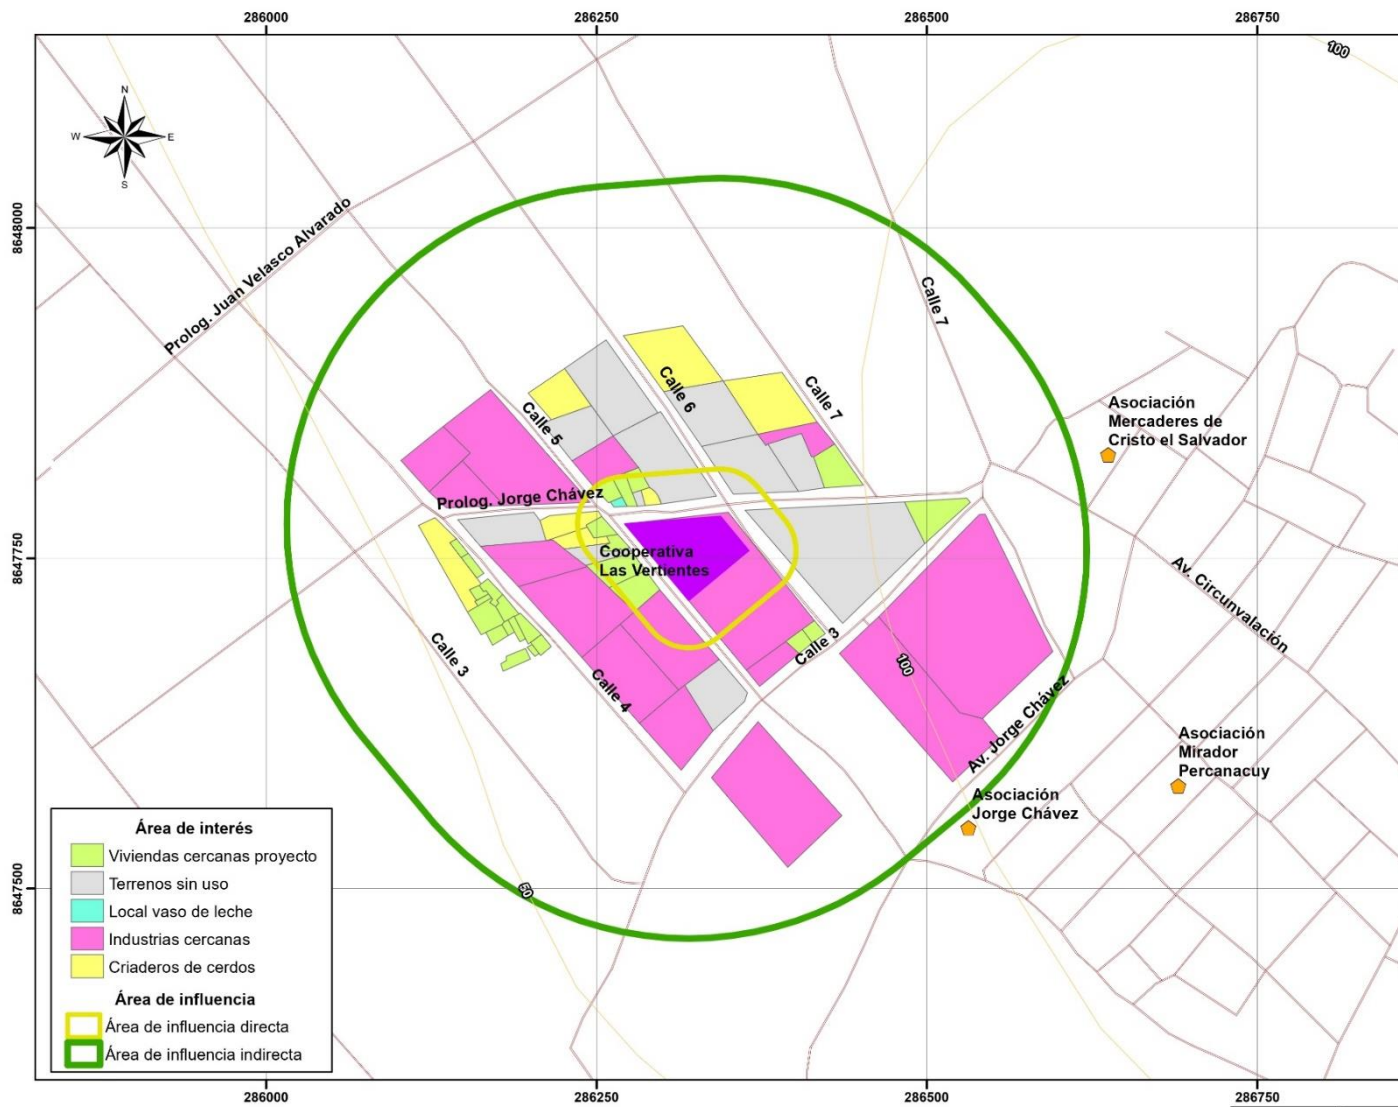 286000
286250
286500
286750
100
N
W
E
S
8648000
Prolog. Juan Velasco Alvarado
Calle 7
Calle 6
Calle 7
Calle 5
Asociación
Mercaderes de
Cristo el Salvador
Prolog. Jorge Chávez
8647750
Cooperativa
Las Vertientes
Av. Circunvalación
Calle 3
Calle 3
100
Calle 4
Av. Jorge Chávez
Asociación
Mirador
Percanacuy
Asociación
Jorge Chávez
8647500
50
Área de interés
Viviendas cercanas proyecto
Terrenos sin uso
Local vaso de leche
Industrias cercanas
Criaderos de cerdos
Área de influencia
Área de influencia directa
Área de influencia indirecta
286000
286250
286500
286750